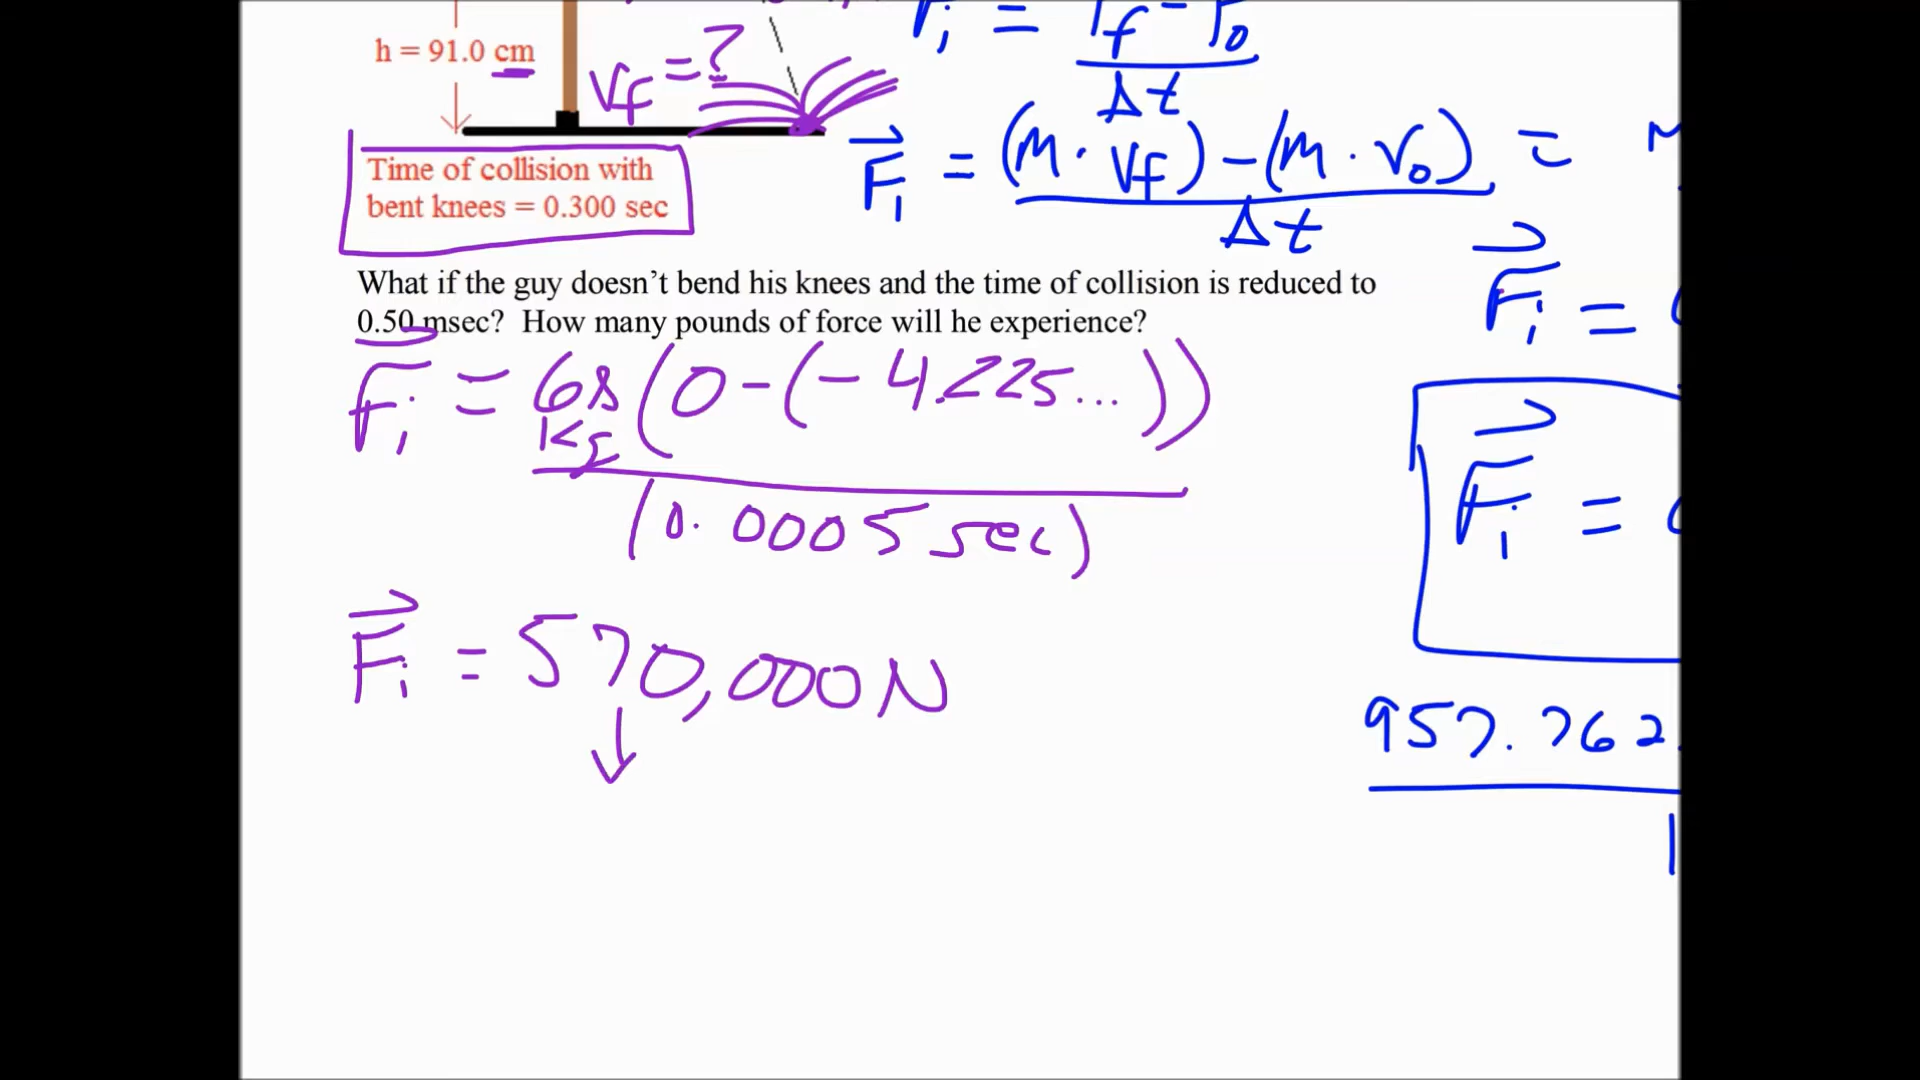 h = 91.0 cm
Vf = ?
Δt
Time of collision with
bent knees = 0.300 sec
Fi = (m · Vf) - (m · Vo) =
Δt
What if the guy doesn’t bend his knees and the time of collision is reduced to
0.50 msec? How many pounds of force will he experience?
Fi = 68 kg (0 - (- 4.225...))
(0.0005 sec)
Fi =
Fi =
Fi = 570,000 N
957.762